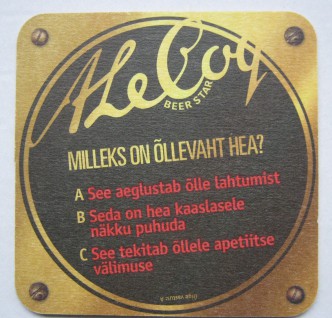 A Le Coq
BEER STAR
MILLEKS ON ÕLLEVAHT HEA?
A See aeglustab õlle lahtumist
B Seda on hea kaaslasele
näkku puhuda
C See tekitab õllele apetiitse
välimuse